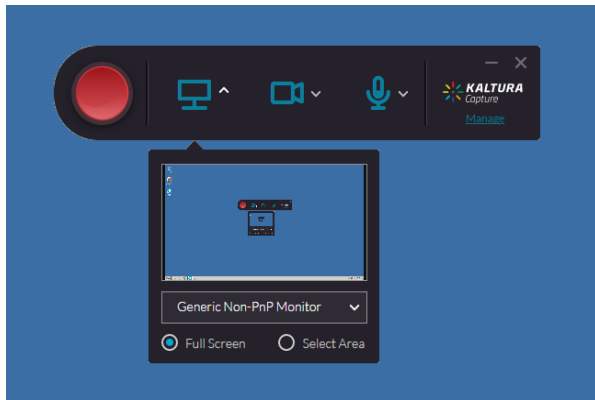 KALTURA
Capture
Manage
Generic Non-PnP Monitor
Full Screen
Select Area